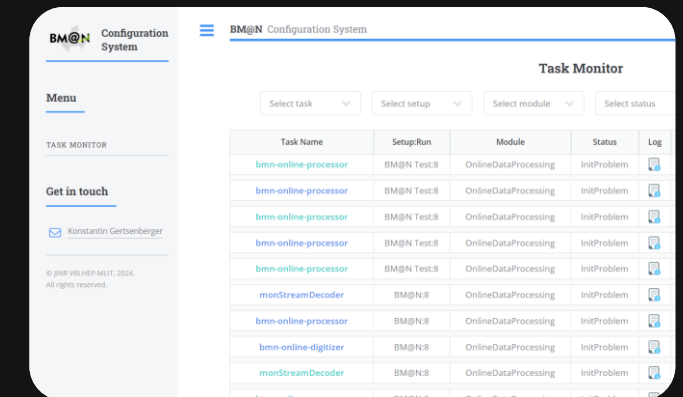 BM@N Configuration System
Menu
TASK MONITOR
Get in touch
Konstantin Gertsenberger
© JINR VBLHEP-MLIT, 2024.
All rights reserved.
BM@N Configuration System
Task Monitor
Select task Select setup Select module Select status
Task Name Setup:Run Module Status Log
bmn-online-processor BM@N Test:8 OnlineDataProcessing InitProblem
bmn-online-processor BM@N Test:8 OnlineDataProcessing InitProblem
bmn-online-processor BM@N Test:8 OnlineDataProcessing InitProblem
bmn-online-processor BM@N Test:8 OnlineDataProcessing InitProblem
bmn-online-processor BM@N Test:8 OnlineDataProcessing InitProblem
monStreamDecoder BM@N:8 OnlineDataProcessing InitProblem
bmn-online-processor BM@N:8 OnlineDataProcessing InitProblem
bmn-online-digitizer BM@N:8 OnlineDataProcessing InitProblem
monStreamDecoder BM@N:8 OnlineDataProcessing InitProblem